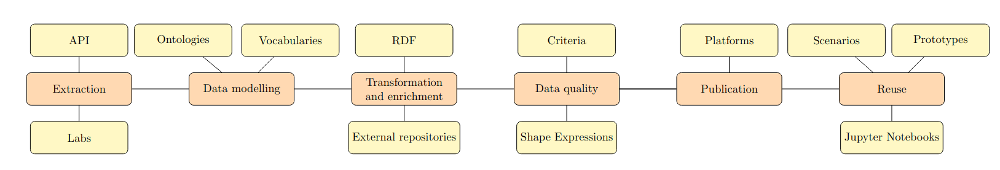 API
Ontologies
Vocabularies
RDF
Criteria
Platforms
Scenarios
Prototypes
Extraction
Data modelling
Transformation
and enrichment
Data quality
Publication
Reuse
Labs
External repositories
Shape Expressions
Jupyter Notebooks